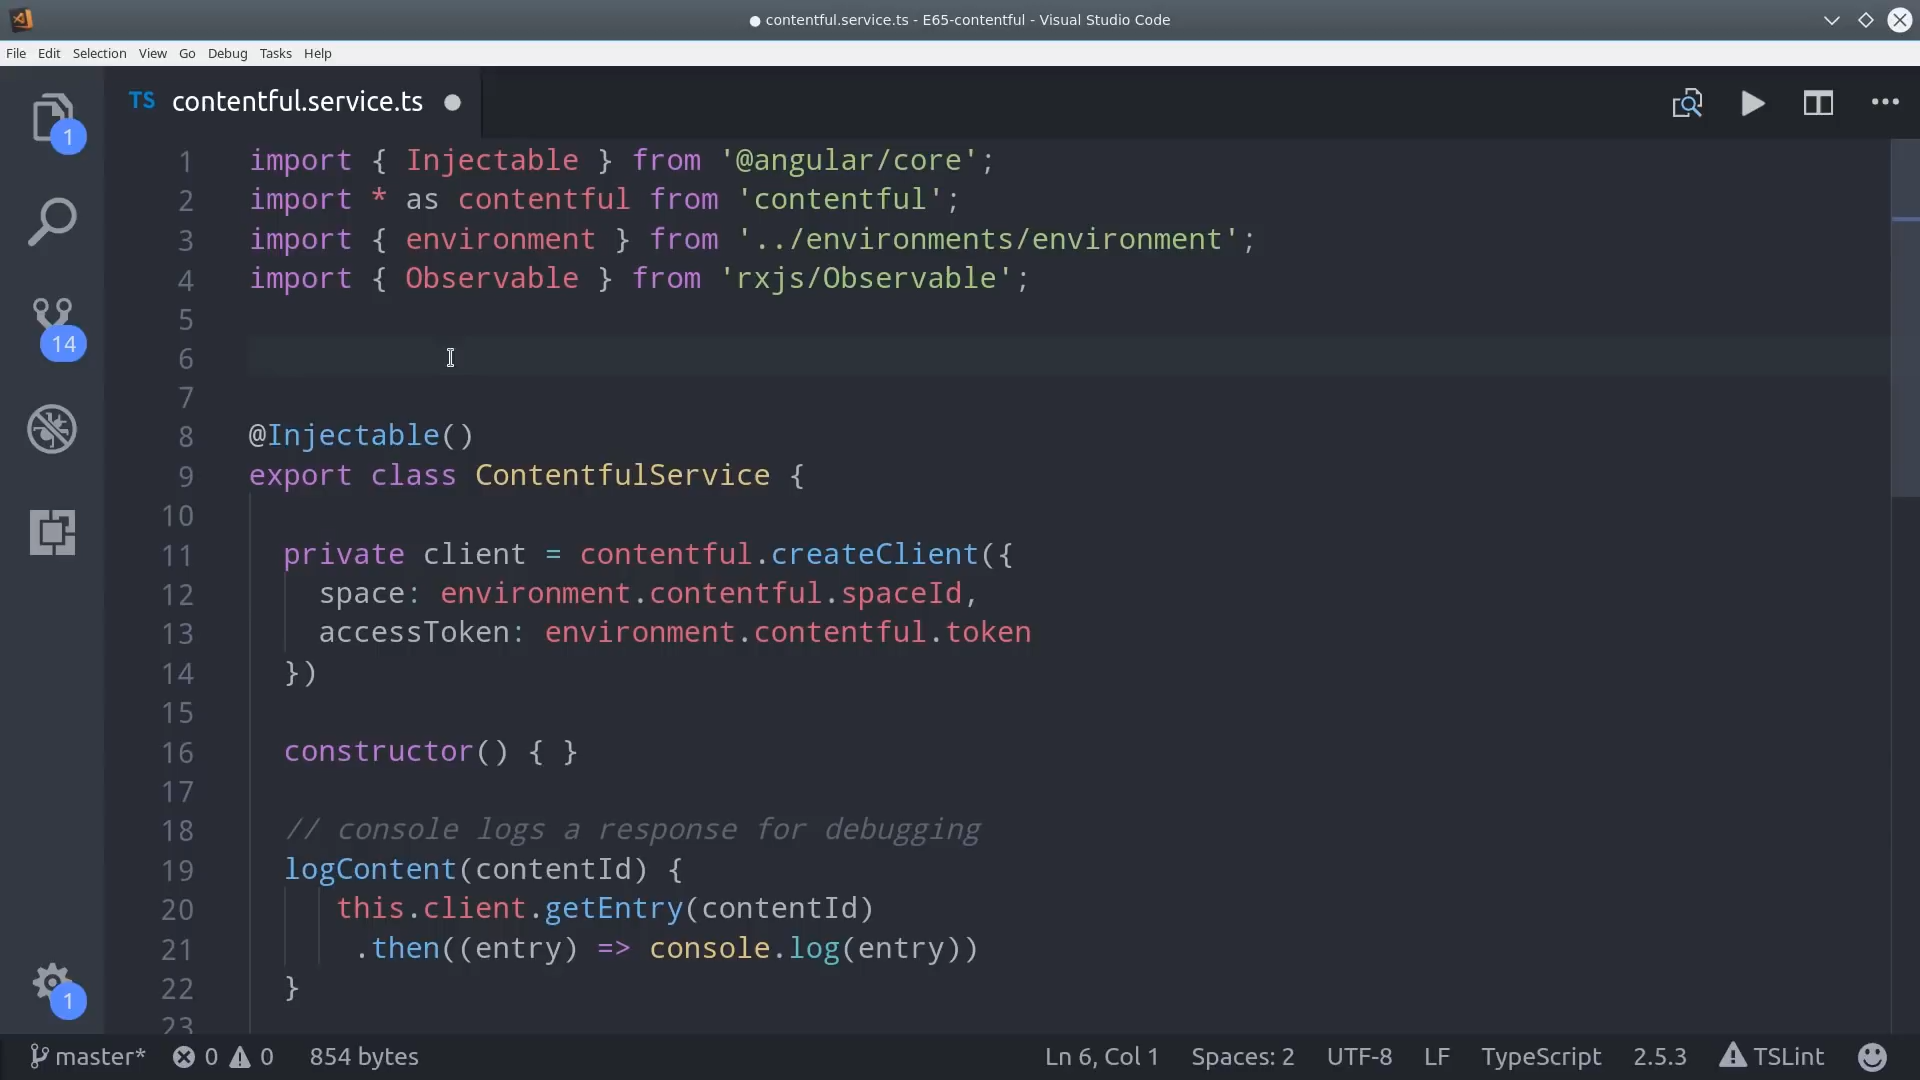 contentful.service.ts - E65-contentful - Visual Studio Code
File Edit Selection View Go Debug Tasks Help
TS contentful.service.ts
1
1 import { Injectable } from '@angular/core';
2 import * as contentful from 'contentful';
3 import { environment } from '../environments/environment';
4 import { Observable } from 'rxjs/Observable';
5
14
6
7
8 @Injectable()
9 export class ContentfulService {
10
11 private client = contentful.createClient({
12 space: environment.contentful.spaceId,
13 accessToken: environment.contentful.token
14 })
15
16 constructor() { }
17
18 // console logs a response for debugging
19 logContent(contentId) {
20 this.client.getEntry(contentId)
21 .then((entry) => console.log(entry))
22 }
1
23
master* 0 0 854 bytes Ln 6, Col 1 Spaces: 2 UTF-8 LF TypeScript 2.5.3 TSLint